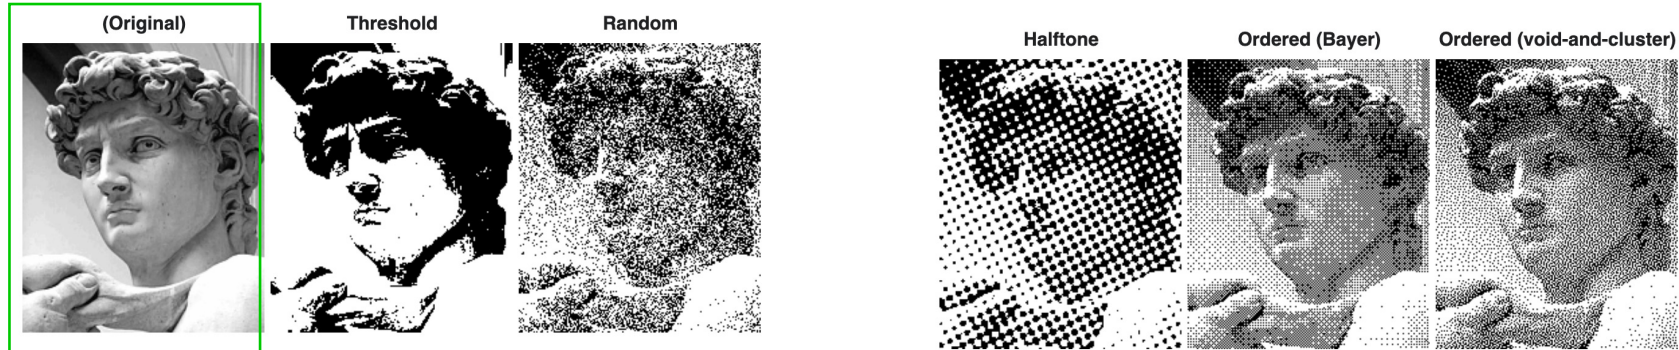 (Original)
Threshold
Random
Halftone
Ordered (Bayer)
Ordered (void-and-cluster)